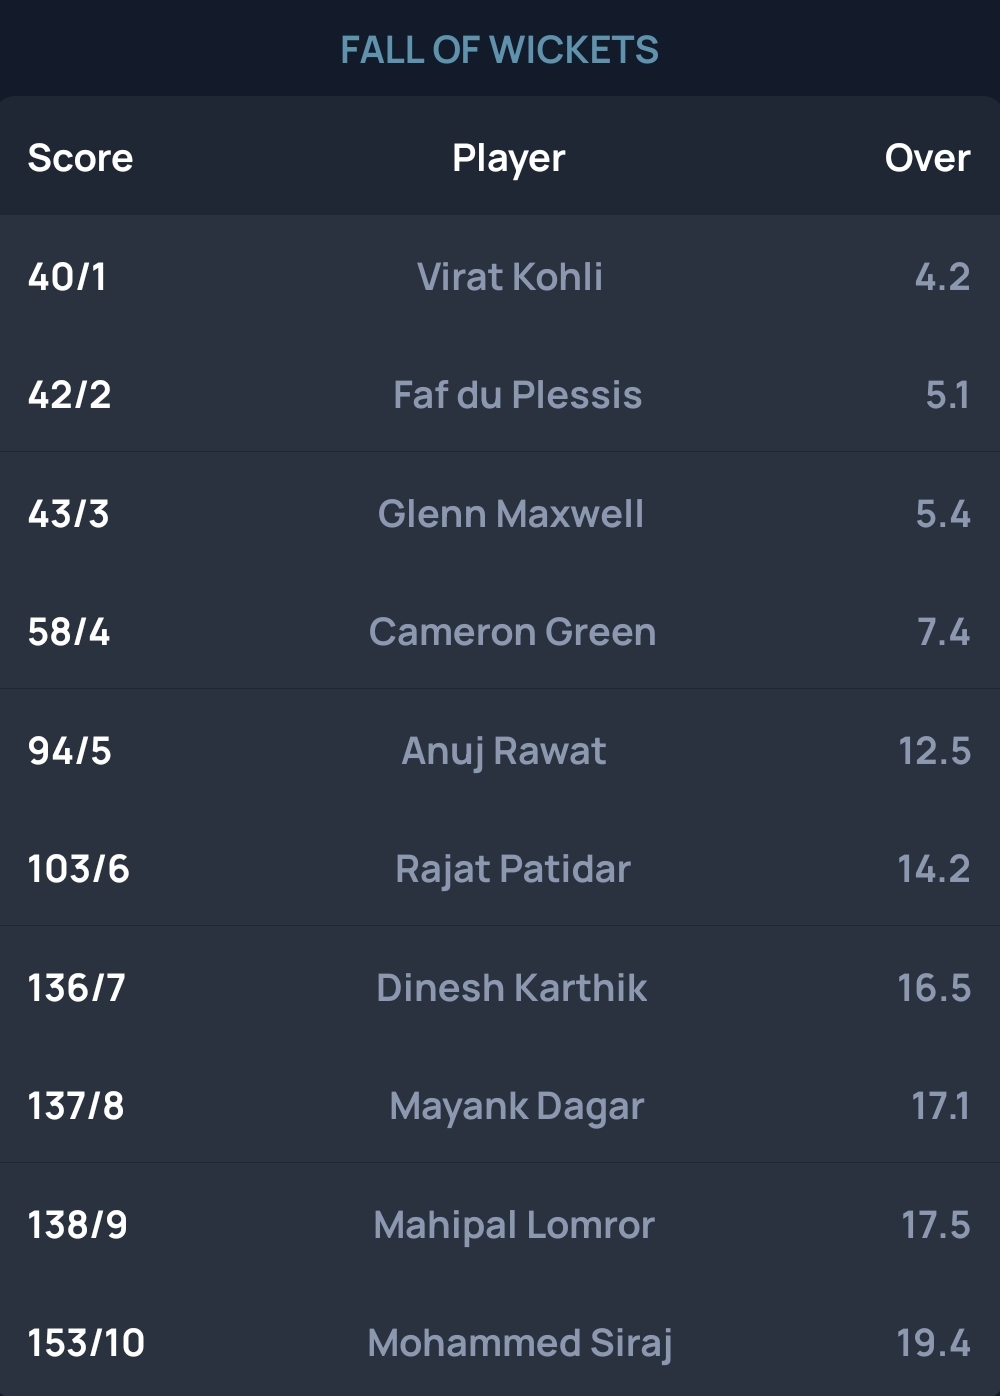 FALL OF WICKETS
Score Player Over
40/1 Virat Kohli 4.2
42/2 Faf du Plessis 5.1
43/3 Glenn Maxwell 5.4
58/4 Cameron Green 7.4
94/5 Anuj Rawat 12.5
103/6 Rajat Patidar 14.2
136/7 Dinesh Karthik 16.5
137/8 Mayank Dagar 17.1
138/9 Mahipal Lomror 17.5
153/10 Mohammed Siraj 19.4